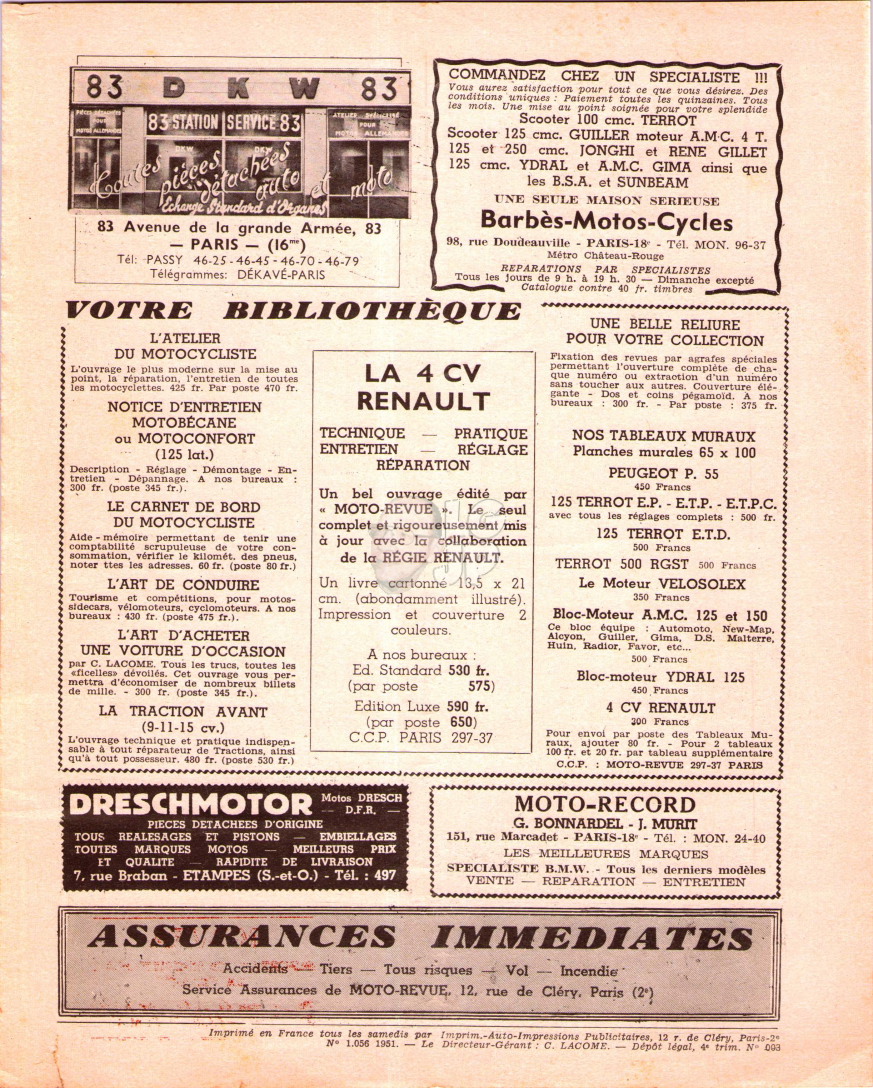 83 DKW 83
PIÈCES DÉTACHÉES
POUR
MOTOS ALLEMANDES
83 STATION SERVICE 83
ATELIER SPÉCIALISÉ
POUR
MOTOS ALLEMANDES
DKW DKW
Toutes pièces détachées auto et moto
Echange Standard d'Organes
83 Avenue de la grande Armée, 83
— PARIS — (16me)
Tél: PASSY 46-25 - 46-45 - 46-70 - 46-79
Télégrammes: DÉKAVÉ-PARIS
COMMANDEZ CHEZ UN SPECIALISTE !!!
Vous aurez satisfaction pour tout ce que vous désirez. Des
conditions uniques : Paiement toutes les quinzaines. Tous
les mois. Une mise au point soignée pour votre splendide
Scooter 100 cmc. TERROT
Scooter 125 cmc. GUILLER moteur A.M.C. 4 T.
125 et 250 cmc. JONGHI et RENE GILLET
125 cmc. YDRAL et A.M.C. GIMA ainsi que
les B.S.A. et SUNBEAM
UNE SEULE MAISON SERIEUSE
Barbès-Motos-Cycles
98, rue Doudeauville - PARIS-18e - Tél. MON. 96-37
Métro Château-Rouge
REPARATIONS PAR SPECIALISTES
Tous les jours de 9 h. à 19 h. 30 — Dimanche excepté
Catalogue contre 40 fr. timbres
VOTRE BIBLIOTHÈQUE
L'ATELIER
DU MOTOCYCLISTE
L'ouvrage le plus moderne sur la mise au
point, la réparation, l'entretien de toutes
les motocyclettes. 425 fr. Par poste 470 fr.
NOTICE D'ENTRETIEN
MOTOBÉCANE
ou MOTOCONFORT
(125 lat.)
Description - Réglage - Démontage - En-
tretien - Dépannage. A nos bureaux :
300 fr. (poste 345 fr.).
LE CARNET DE BORD
DU MOTOCYCLISTE
Aide - mémoire permettant de tenir une
comptabilité scrupuleuse de votre con-
sommation, vérifier le kilomét. des pneus,
noter ttes les adresses. 60 fr. (poste 80 fr.)
L'ART DE CONDUIRE
Tourisme et compétitions, pour motos-
sidecars, vélomoteurs, cyclomoteurs. A nos
bureaux : 430 fr. (poste 475 fr.).
L'ART D'ACHETER
UNE VOITURE D'OCCASION
par C. LACOME. Tous les trucs, toutes les
«ficelles» dévoilés. Cet ouvrage vous per-
mettra d'économiser de nombreux billets
de mille. - 300 fr. (poste 345 fr.).
LA TRACTION AVANT
(9-11-15 cv.)
L'ouvrage technique et pratique indispen-
sable à tout réparateur de Tractions, ainsi
qu'à tout possesseur. 480 fr. (poste 530 fr.)
LA 4 CV
RENAULT
TECHNIQUE — PRATIQUE
ENTRETIEN — RÉGLAGE
RÉPARATION
Un bel ouvrage édité par
« MOTO-REVUE ». Le seul
complet et rigoureusement mis
à jour avec la collaboration
de la RÉGIE RENAULT.
Un livre cartonné 13,5 x 21
cm. (abondamment illustré).
Impression et couverture 2
couleurs.
A nos bureaux :
Ed. Standard 530 fr.
(par poste 575)
Edition Luxe 590 fr.
(par poste 650)
C.C.P. PARIS 297-37
UNE BELLE RELIURE
POUR VOTRE COLLECTION
Fixation des revues par agrafes spéciales
permettant l'ouverture complète de cha-
que numéro ou extraction d'un numéro
sans toucher aux autres. Couverture élé-
gante - Dos et coins pégamoïd. A nos
bureaux : 300 fr. - Par poste : 375 fr.
NOS TABLEAUX MURAUX
Planches murales 65 x 100
PEUGEOT P. 55
450 Francs
125 TERROT E.P. - E.T.P. - E.T.P.C.
avec tous les réglages complets : 500 fr.
125 TERROT E.T.D.
500 Francs
TERROT 500 RGST 500 Francs
Le Moteur VELOSOLEX
350 Francs
Bloc-Moteur A.M.C. 125 et 150
Ce bloc équipe : Automoto, New-Map,
Alcyon, Guiller, Gima, D.S. Malterre,
Huin, Radior, Favor, etc...
500 Francs
Bloc-moteur YDRAL 125
450 Francs
4 CV RENAULT
300 Francs
Pour envoi par poste des Tableaux Mu-
raux, ajouter 80 fr. - Pour 2 tableaux
100 fr. et 20 fr. par tableau supplémentaire
C.C.P. : MOTO-REVUE 297-37 PARIS
DRESCHMOTOR Motos DRESCH
— D.F.R. —
PIECES DETACHEES D'ORIGINE
TOUS REALESAGES ET PISTONS — EMBIELLAGES
TOUTES MARQUES MOTOS — MEILLEURS PRIX
ET QUALITE — RAPIDITE DE LIVRAISON
7, rue Braban - ETAMPES (S.-et-O.) - Tél. : 497
MOTO-RECORD
G. BONNARDEL - J. MURIT
151, rue Marcadet - PARIS-18e - Tél. : MON. 24-40
LES MEILLEURES MARQUES
SPECIALISTE B.M.W. - Tous les derniers modèles
VENTE — REPARATION — ENTRETIEN
ASSURANCES IMMEDIATES
Accidents — Tiers — Tous risques — Vol — Incendie
Service Assurances de MOTO-REVUE, 12, rue de Cléry, Paris (2e)
Imprimé en France tous les samedis par Imprim.-Auto-Impressions Publicitaires, 12 r. de Cléry, Paris-2e
N° 1.056 1951. — Le Directeur-Gérant : C. LACOME. — Dépôt légal, 4e trim. N° 003